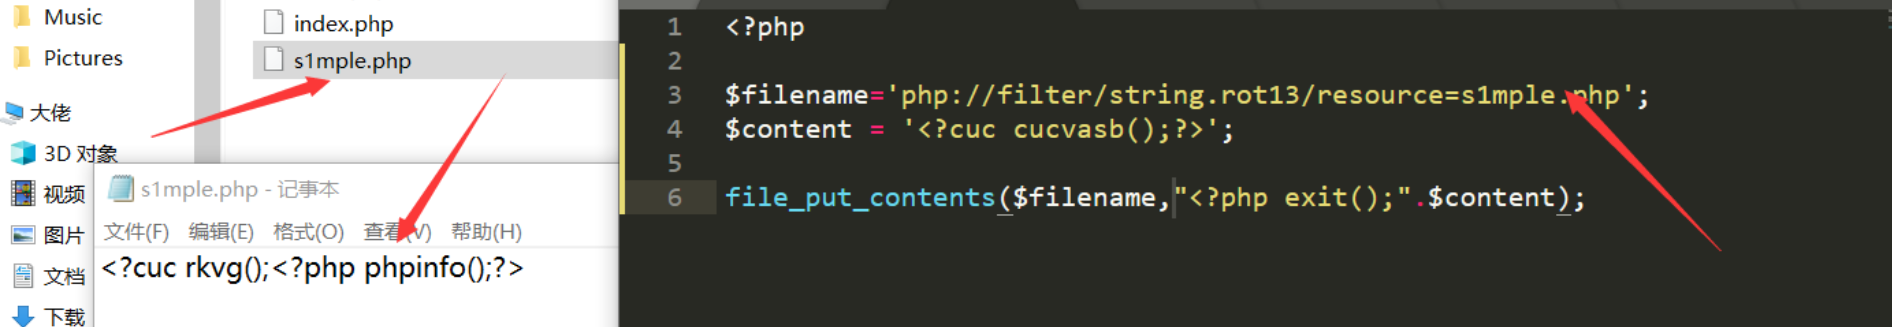 Music
Pictures
大佬
3D 对象
视频
图片
文档
下载
index.php
s1mple.php
s1mple.php - 记事本
文件(F) 编辑(E) 格式(O) 查看(V) 帮助(H)
<?cuc rkvg();<?php phpinfo();?>
1 <?php
2
3 $filename='php://filter/string.rot13/resource=s1mple.php';
4 $content = '<?cuc cucvasb();?>';
5
6 file_put_contents($filename,"<?php exit();".$content);